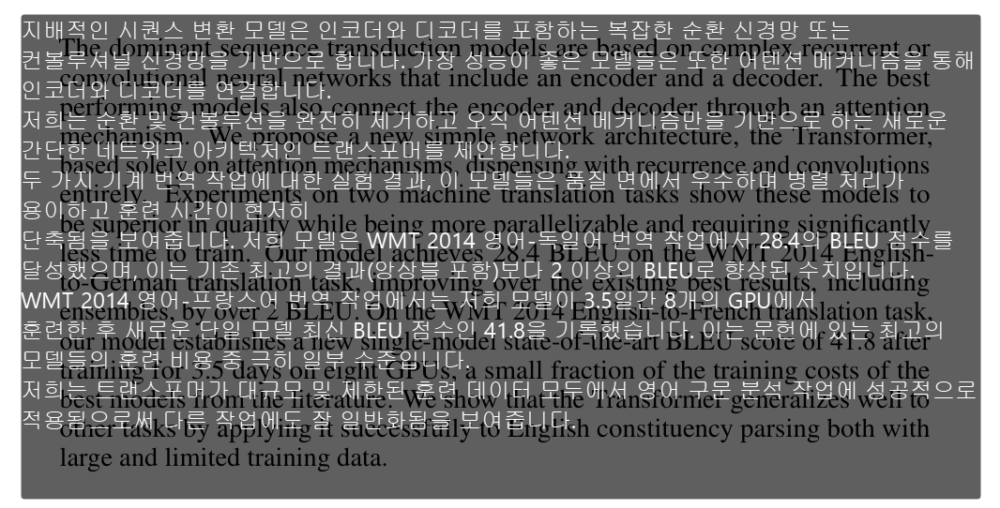 지배적인 시퀀스 변환 모델은 인코더와 디코더를 포함하는 복잡한 순환 신경망 또는
컨볼루셔널 신경망을 기반으로 합니다. 가장 성능이 좋은 모델들은 또한 어텐션 메커니즘을 통해
인코더와 디코더를 연결합니다.
저희는 순환 및 컨볼루션을 완전히 제거하고 오직 어텐션 메커니즘만을 기반으로 하는 새로운
간단한 네트워크 아키텍처인 트랜스포머를 제안합니다.
두 가지 기계 번역 작업에 대한 실험 결과, 이 모델들은 품질 면에서 우수하며 병렬 처리가
용이하고 훈련 시간이 현저히
단축됨을 보여줍니다. 저희 모델은 WMT 2014 영어-독일어 번역 작업에서 28.4의 BLEU 점수를
달성했으며, 이는 기존 최고의 결과(앙상블 포함)보다 2 이상의 BLEU로 향상된 수치입니다.
WMT 2014 영어-프랑스어 번역 작업에서는 저희 모델이 3.5일간 8개의 GPU에서
훈련한 후 새로운 단일 모델 최신 BLEU 점수인 41.8을 기록했습니다. 이는 문헌에 있는 최고의
모델들의 훈련 비용 중 극히 일부 수준입니다.
저희는 트랜스포머가 대규모 및 제한된 훈련 데이터 모두에서 영어 구문 분석 작업에 성공적으로
적용됨으로써 다른 작업에도 잘 일반화됨을 보여줍니다.
The dominant sequence transduction models are based on complex recurrent or
convolutional neural networks that include an encoder and a decoder. The best
performing models also connect the encoder and decoder through an attention
mechanism. We propose a new simple network architecture, the Transformer,
based solely on attention mechanisms, dispensing with recurrence and convolutions
entirely. Experiments on two machine translation tasks show these models to
be superior in quality while being more parallelizable and requiring significantly
less time to train. Our model achieves 28.4 BLEU on the WMT 2014 English-
to-German translation task, improving over the existing best results, including
ensembles, by over 2 BLEU. On the WMT 2014 English-to-French translation task,
our model establishes a new single-model state-of-the-art BLEU score of 41.8 after
training for 3.5 days on eight GPUs, a small fraction of the training costs of the
best models from the literature. We show that the Transformer generalizes well to
other tasks by applying it successfully to English constituency parsing both with
large and limited training data.